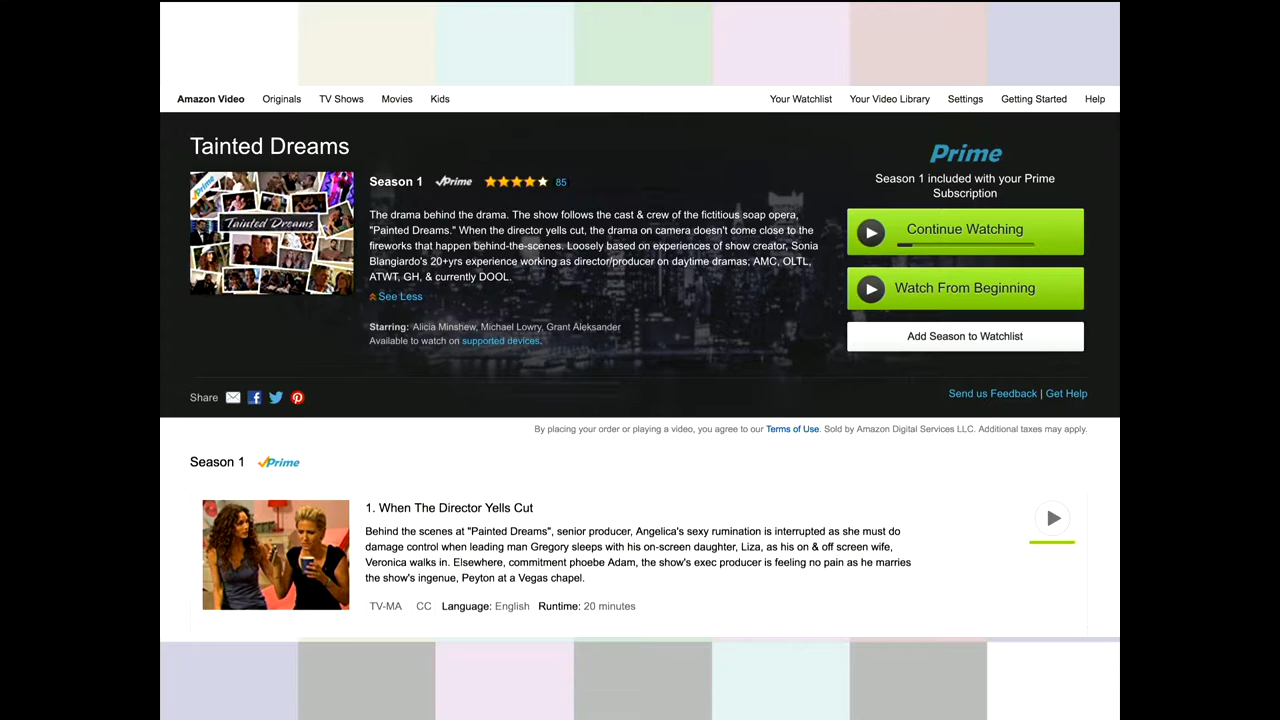 Amazon Video Originals TV Shows Movies Kids Your Watchlist Your Video Library Settings Getting Started Help
Tainted Dreams
Prime
Tainted Dreams
Season 1 Prime 85
The drama behind the drama. The show follows the cast & crew of the fictitious soap opera,
"Painted Dreams." When the director yells cut, the drama on camera doesn't come close to the
fireworks that happen behind-the-scenes. Loosely based on experiences of show creator, Sonia
Blangiardo's 20+yrs experience working as director/producer on daytime dramas; AMC, OLTL,
ATWT, GH, & currently DOOL.
See Less
Starring: Alicia Minshew, Michael Lowry, Grant Aleksander
Available to watch on supported devices.
Prime
Season 1 included with your Prime
Subscription
Continue Watching
Watch From Beginning
Add Season to Watchlist
Share
Send us Feedback | Get Help
By placing your order or playing a video, you agree to our Terms of Use. Sold by Amazon Digital Services LLC. Additional taxes may apply.
Season 1 Prime
1. When The Director Yells Cut
Behind the scenes at "Painted Dreams", senior producer, Angelica's sexy rumination is interrupted as she must do
damage control when leading man Gregory sleeps with his on-screen daughter, Liza, as his on & off screen wife,
Veronica walks in. Elsewhere, commitment phoebe Adam, the show's exec producer is feeling no pain as he marries
the show's ingenue, Peyton at a Vegas chapel.
TV-MA CC Language: English Runtime: 20 minutes